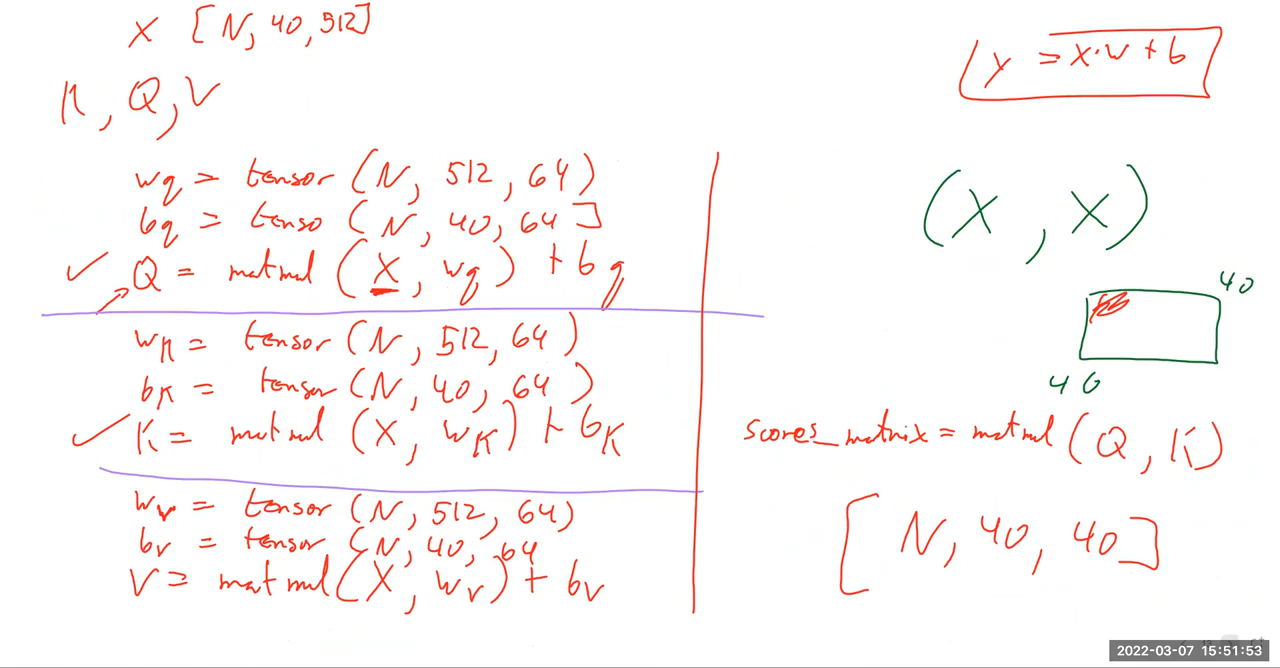 X [N, 40, 512]
K, Q, V
wq = tensor (N, 512, 64)
bq = tenso (N, 40, 64]
Q = matmul (X, wq) + bq
wK = tensor (N, 512, 64)
bK = tensor (N, 40, 64)
K = matmul (X, wK) + bK
wv = tensor (N, 512, 64)
bv = tensor (N, 40, 64
V = matmul (X, wv) + bv
y = x·w + b
(X, X)
40
40
scores_matrix = matmul (Q, K)
[N, 40, 40]
2022-03-07 15:51:53